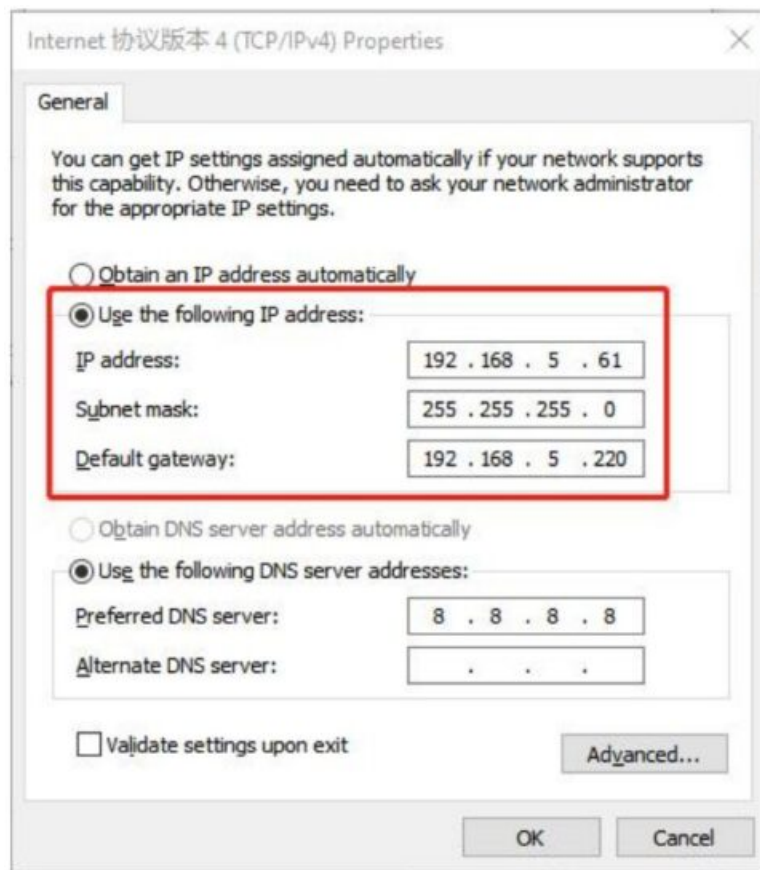 Internet 协议版本 4 (TCP/IPv4) Properties
General
You can get IP settings assigned automatically if your network supports
this capability. Otherwise, you need to ask your network administrator
for the appropriate IP settings.
Obtain an IP address automatically
Use the following IP address:
IP address: 192 . 168 . 5 . 61
Subnet mask: 255 . 255 . 255 . 0
Default gateway: 192 . 168 . 5 . 220
Obtain DNS server address automatically
Use the following DNS server addresses:
Preferred DNS server: 8 . 8 . 8 . 8
Alternate DNS server: . . .
Validate settings upon exit
Advanced...
OK Cancel